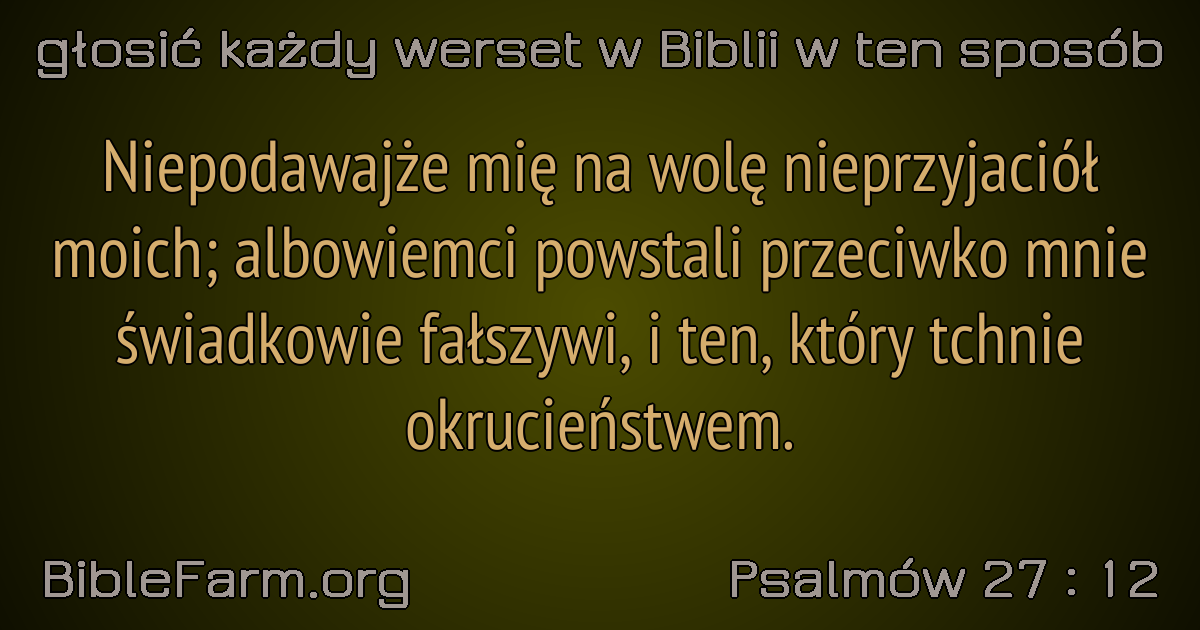 głosić każdy werset w Biblii w ten sposób
Niepodawajże mię na wolę nieprzyjaciół
moich; albowiemci powstali przeciwko mnie
świadkowie fałszywi, i ten, który tchnie
okrucieństwem.
BibleFarm.org
Psalmów 27 : 12